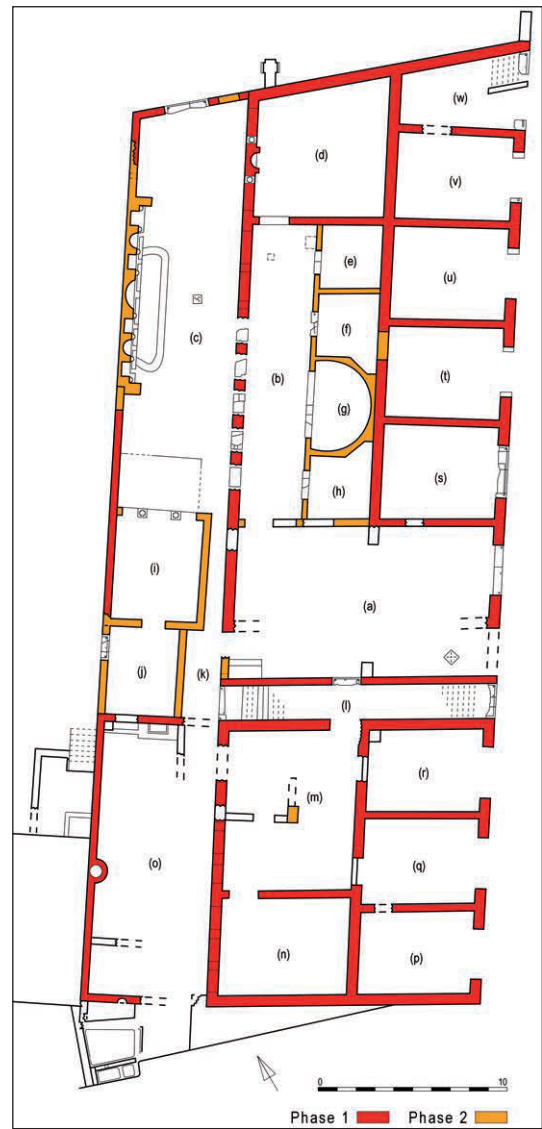 (w)
(d)
(v)
(e)
(u)
(f)
(c)
(t)
(b)
(g)
(s)
(h)
(i)
(a)
(j)
(k)
(l)
(r)
(m)
(q)
(o)
(n)
(p)
0 10
Phase 1 Phase 2